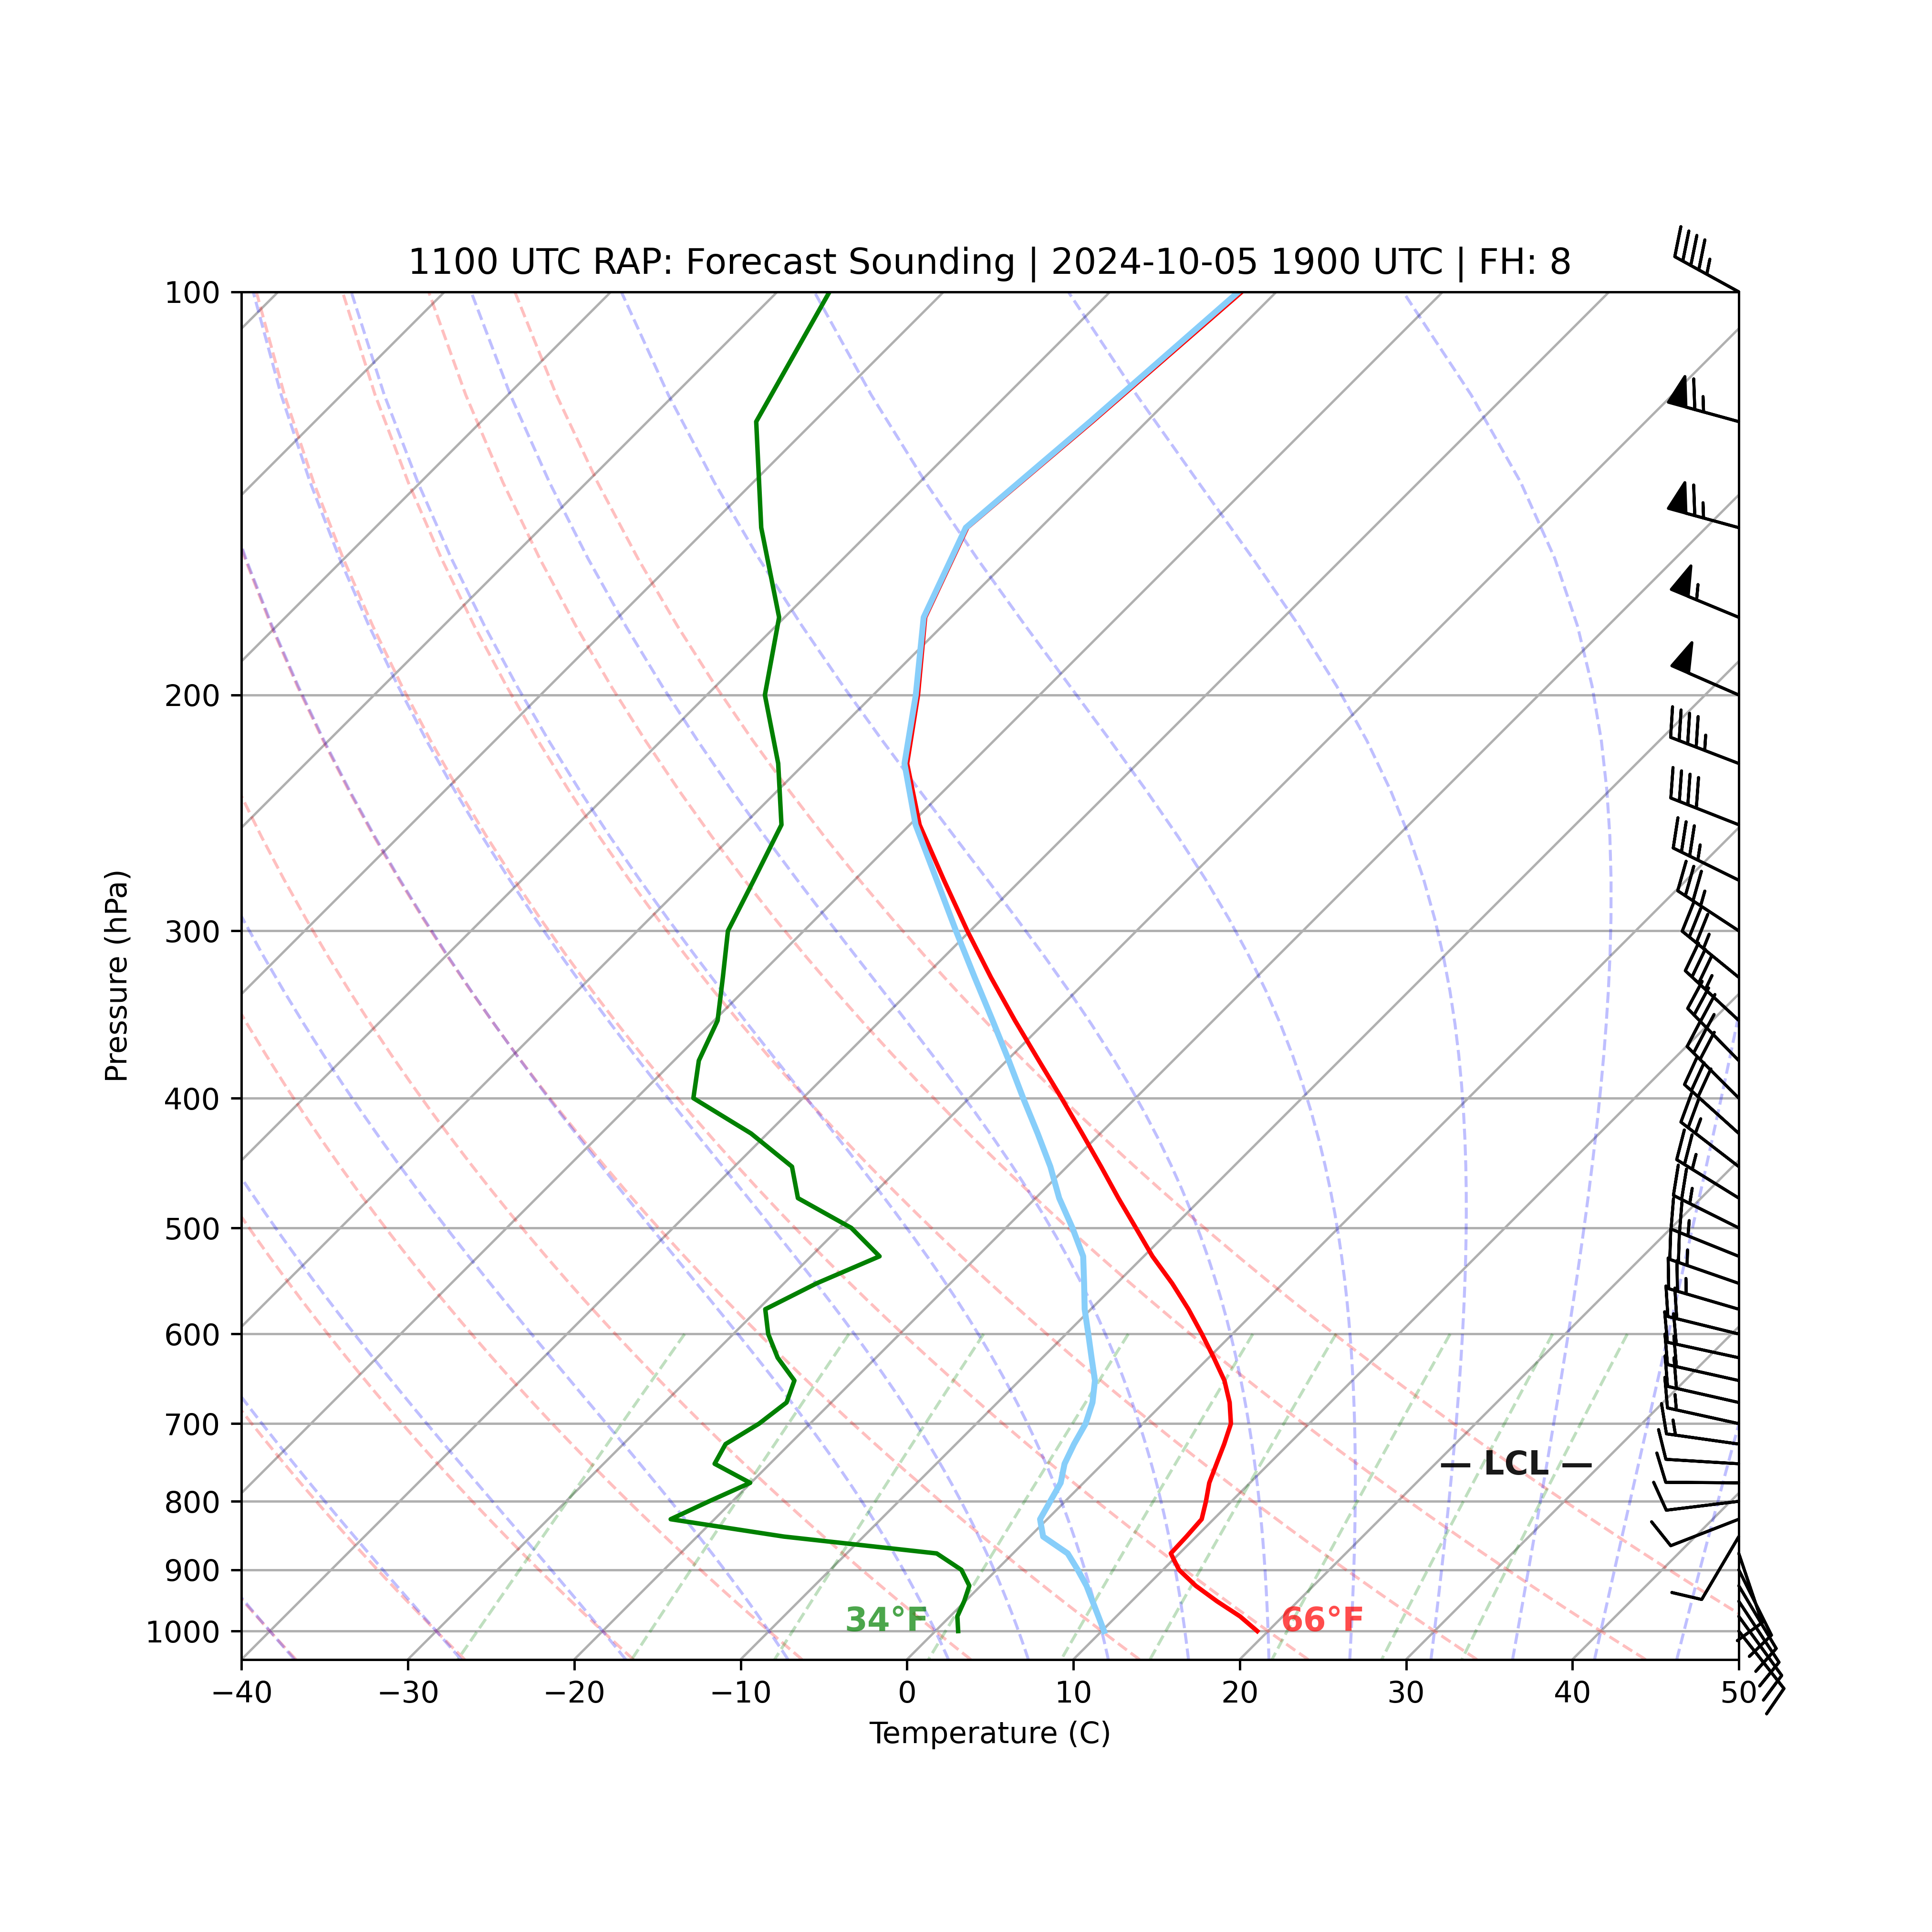 1100 UTC RAP: Forecast Sounding | 2024-10-05 1900 UTC | FH: 8
100
200
300
400
500
600
700
800
900
1000
Pressure (hPa)
— LCL —
34°F
66°F
−40 −30 −20 −10 0 10 20 30 40 50
Temperature (C)